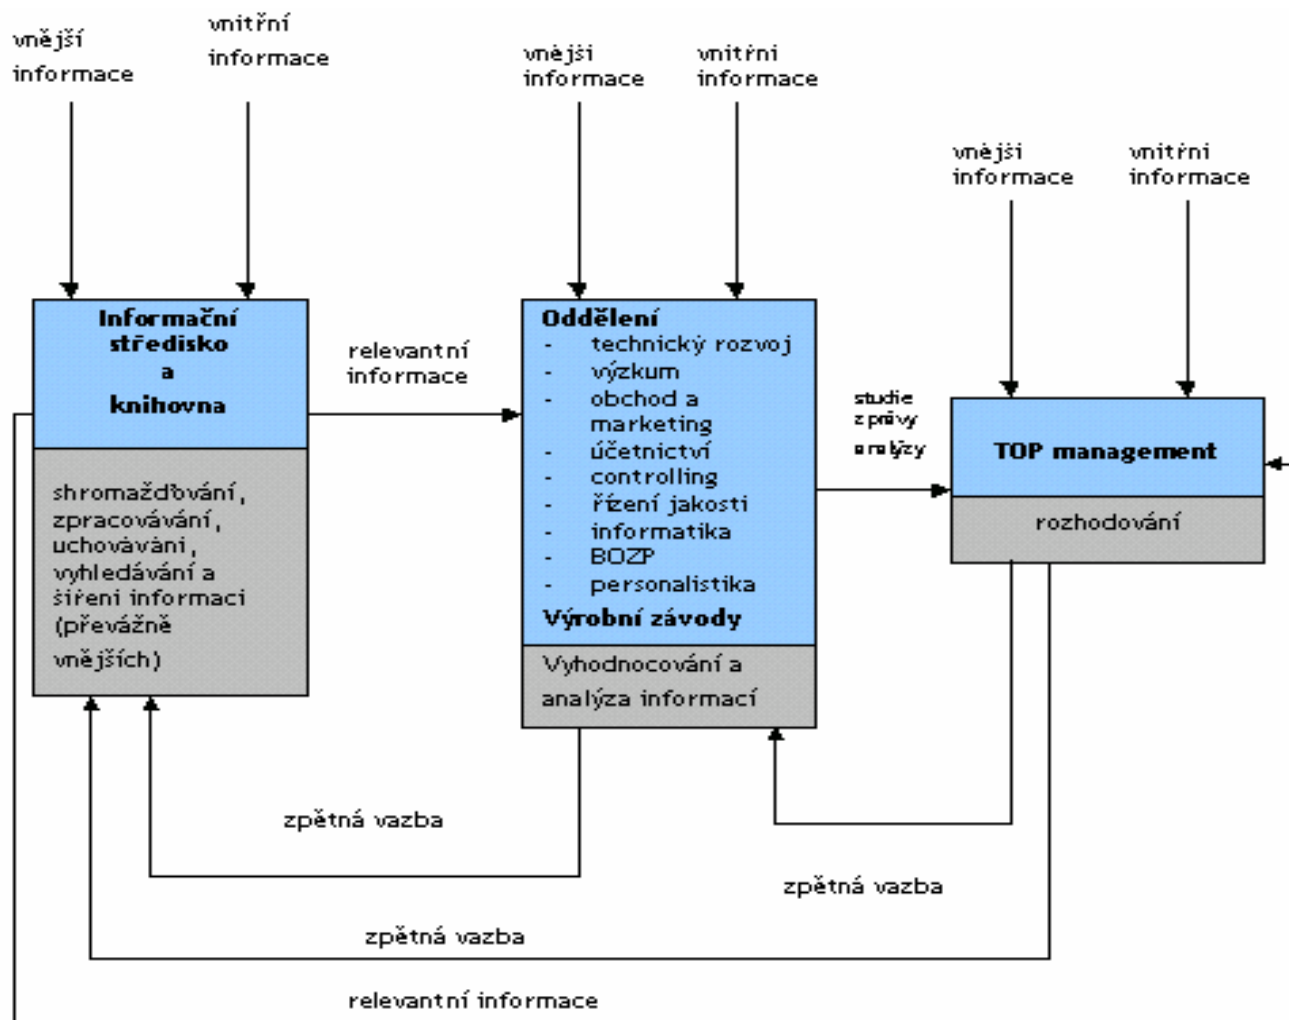 vnější
informace
vnitřní
informace
vnější
informace
vnitřní
informace
vnější
informace
vnitřní
informace
Informační
středisko
a
knihovna
shromažďování,
zpracovávání,
uchovávání,
vyhledávání a
šíření informací
(převážně
vnějších)
relevantní
informace
Oddělení
- technický rozvoj
- výzkum
- obchod a
marketing
- účetnictví
- controlling
- řízení jakosti
- informatika
- BOZP
- personalistika
Výrobní závody
Vyhodnocování a
analýza informací
studie
zprávy
analýzy
TOP management
rozhodování
zpětná vazba
zpětná vazba
zpětná vazba
relevantní informace